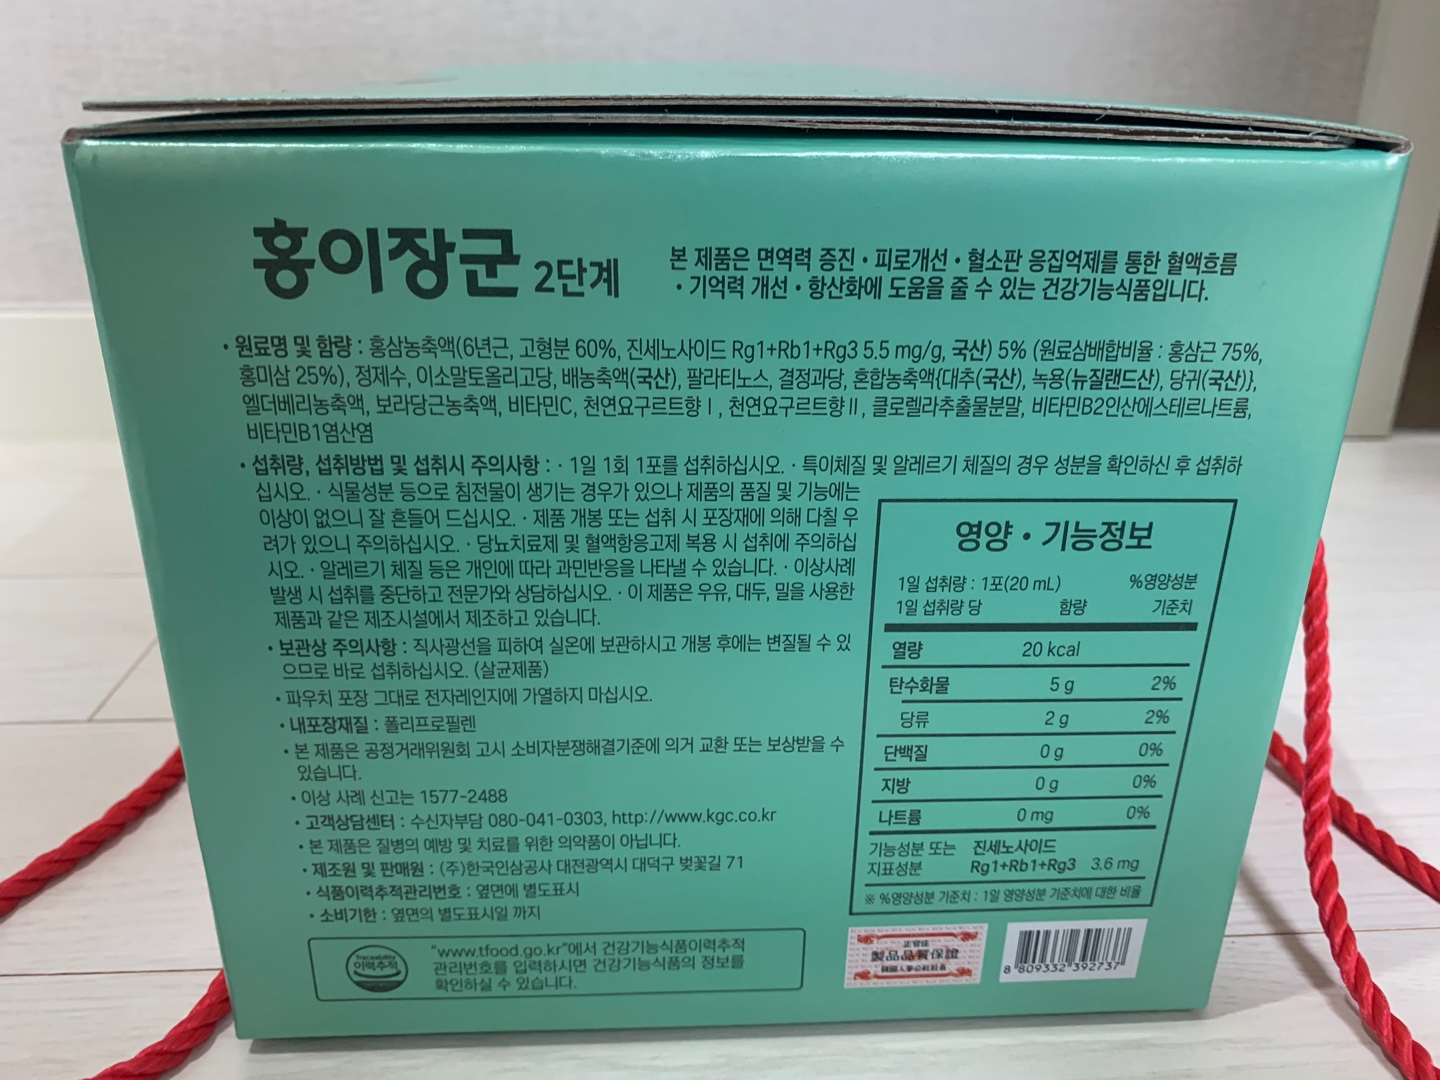 홍이장군 2단계
본 제품은 면역력 증진 • 피로개선 • 혈소판 응집억제를 통한 혈액흐름
• 기억력 개선 • 항산화에 도움을 줄 수 있는 건강기능식품입니다.
• 원료명 및 함량 : 홍삼농축액(6년근, 고형분 60%, 진세노사이드 Rg1+Rb1+Rg3 5.5 mg/g, 국산) 5% (원료삼배합비율 : 홍삼근 75%,
홍미삼 25%), 정제수, 이소말토올리고당, 배농축액(국산), 팔라티노스, 결정과당, 혼합농축액{대추(국산), 녹용(뉴질랜드산), 당귀(국산)},
엘더베리농축액, 보라당근농축액, 비타민C, 천연요구르트향Ⅰ, 천연요구르트향Ⅱ, 클로렐라추출물분말, 비타민B2인산에스테르나트륨,
비타민B1염산염
• 섭취량, 섭취방법 및 섭취시 주의사항 : · 1일 1회 1포를 섭취하십시오. · 특이체질 및 알레르기 체질의 경우 성분을 확인하신 후 섭취하
십시오. · 식물성분 등으로 침전물이 생기는 경우가 있으나 제품의 품질 및 기능에는
이상이 없으니 잘 흔들어 드십시오. · 제품 개봉 또는 섭취 시 포장재에 의해 다칠 우
려가 있으니 주의하십시오. · 당뇨치료제 및 혈액항응고제 복용 시 섭취에 주의하십
시오. · 알레르기 체질 등은 개인에 따라 과민반응을 나타낼 수 있습니다. · 이상사례
발생 시 섭취를 중단하고 전문가와 상담하십시오. · 이 제품은 우유, 대두, 밀을 사용한
제품과 같은 제조시설에서 제조하고 있습니다.
• 보관상 주의사항 : 직사광선을 피하여 실온에 보관하시고 개봉 후에는 변질될 수 있
으므로 바로 섭취하십시오. (살균제품)
• 파우치 포장 그대로 전자레인지에 가열하지 마십시오.
• 내포장재질 : 폴리프로필렌
• 본 제품은 공정거래위원회 고시 소비자분쟁해결기준에 의거 교환 또는 보상받을 수
있습니다.
• 이상 사례 신고는 1577-2488
• 고객상담센터 : 수신자부담 080-041-0303, http://www.kgc.co.kr
• 본 제품은 질병의 예방 및 치료를 위한 의약품이 아닙니다.
• 제조원 및 판매원 : (주)한국인삼공사 대전광역시 대덕구 벚꽃길 71
• 식품이력추적관리번호 : 옆면에 별도표시
• 소비기한 : 옆면의 별도표시일 까지
Traceability
이력추적
"www.tfood.go.kr"에서 건강기능식품이력추적
관리번호를 입력하시면 건강기능식품의 정보를
확인하실 수 있습니다.
영양 • 기능정보
1일 섭취량 : 1포(20 mL) %영양성분
1일 섭취량 당 함량 기준치
열량 20 kcal
탄수화물 5 g 2%
당류 2 g 2%
단백질 0 g 0%
지방 0 g 0%
나트륨 0 mg 0%
기능성분 또는 진세노사이드
지표성분 Rg1+Rb1+Rg3 3.6 mg
※ %영양성분 기준치 : 1일 영양성분 기준치에 대한 비율
8 809332 392737